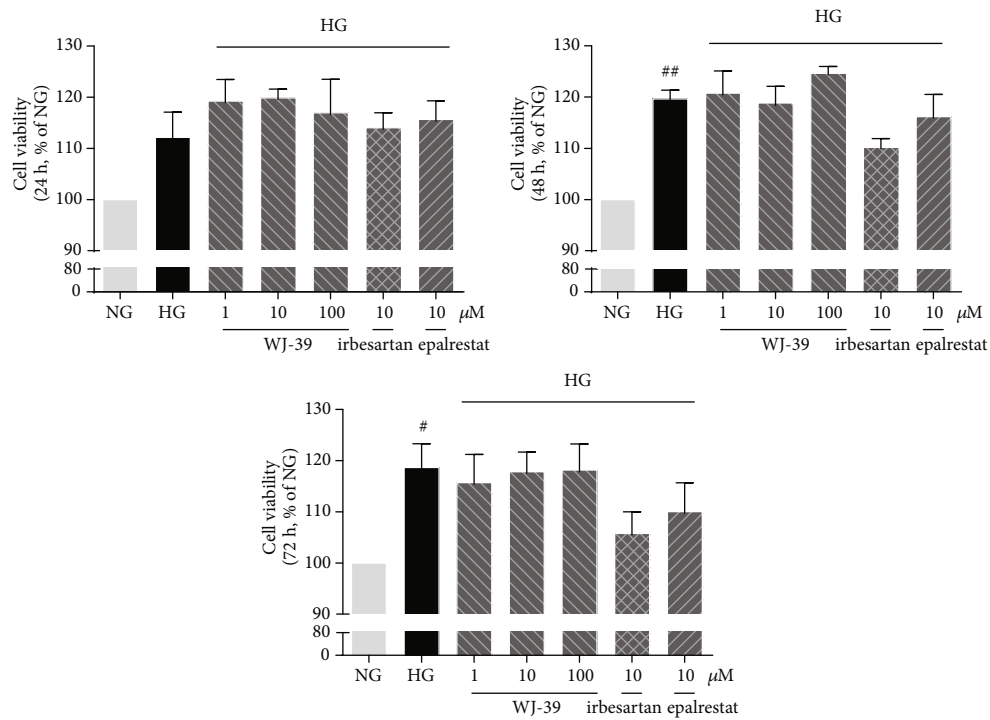 HG
130
120
110
100
90
80
0
Cell viability
(24 h, % of NG)
NG HG 1 10 100 10 10 μM
WJ-39 irbesartan epalrestat
HG
130
120
110
100
90
80
0
Cell viability
(48 h, % of NG)
##
NG HG 1 10 100 10 10 μM
WJ-39 irbesartan epalrestat
HG
130
120
110
100
90
80
0
Cell viability
(72 h, % of NG)
#
NG HG 1 10 100 10 10 μM
WJ-39 irbesartan epalrestat